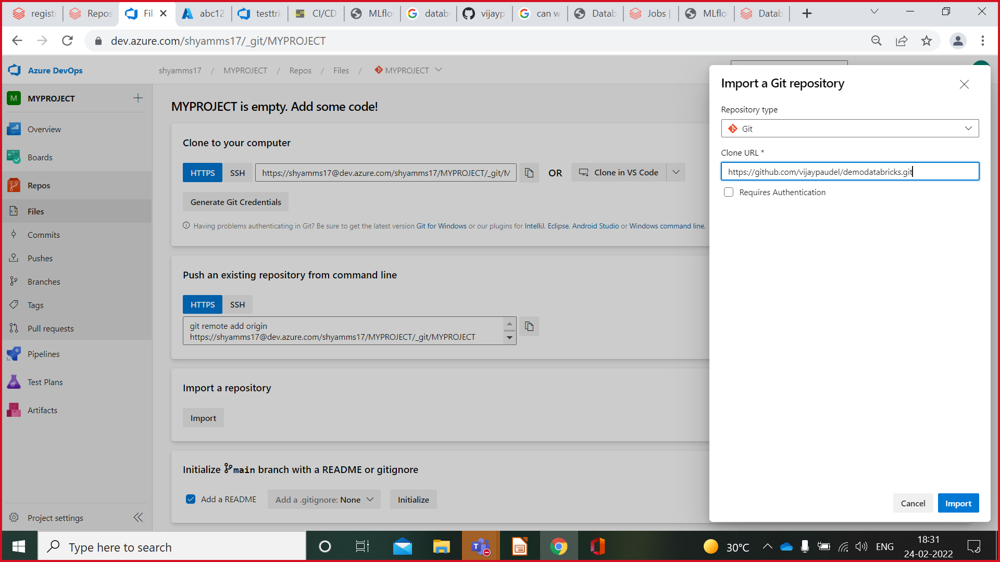 registr
Repos
Fil
abc12
testtri
CI/CD
MLflo
datab
vijayp
can w
Datab
Jobs |
MLflo
Datab
dev.azure.com/shyamms17/_git/MYPROJECT
Azure DevOps
shyamms17 / MYPROJECT / Repos / Files / MYPROJECT
M MYPROJECT
Overview
Boards
Repos
Files
Commits
Pushes
Branches
Tags
Pull requests
Pipelines
Test Plans
Artifacts
Project settings
MYPROJECT is empty. Add some code!
Clone to your computer
HTTPS SSH https://shyamms17@dev.azure.com/shyamms17/MYPROJECT/_git/M OR Clone in VS Code
Generate Git Credentials
Having problems authenticating in Git? Be sure to get the latest version Git for Windows or our plugins for IntelliJ, Eclipse, Android Studio or Windows command line.
Push an existing repository from command line
HTTPS SSH
git remote add origin
https://shyamms17@dev.azure.com/shyamms17/MYPROJECT/_git/MYPROJECT
Import a repository
Import
Initialize main branch with a README or gitignore
Add a README Add a .gitignore: None Initialize
Import a Git repository
Repository type
Git
Clone URL *
https://github.com/vijaypaudel/demodatabricks.git
Requires Authentication
Cancel Import
Type here to search
30°C
ENG
18:31
24-02-2022